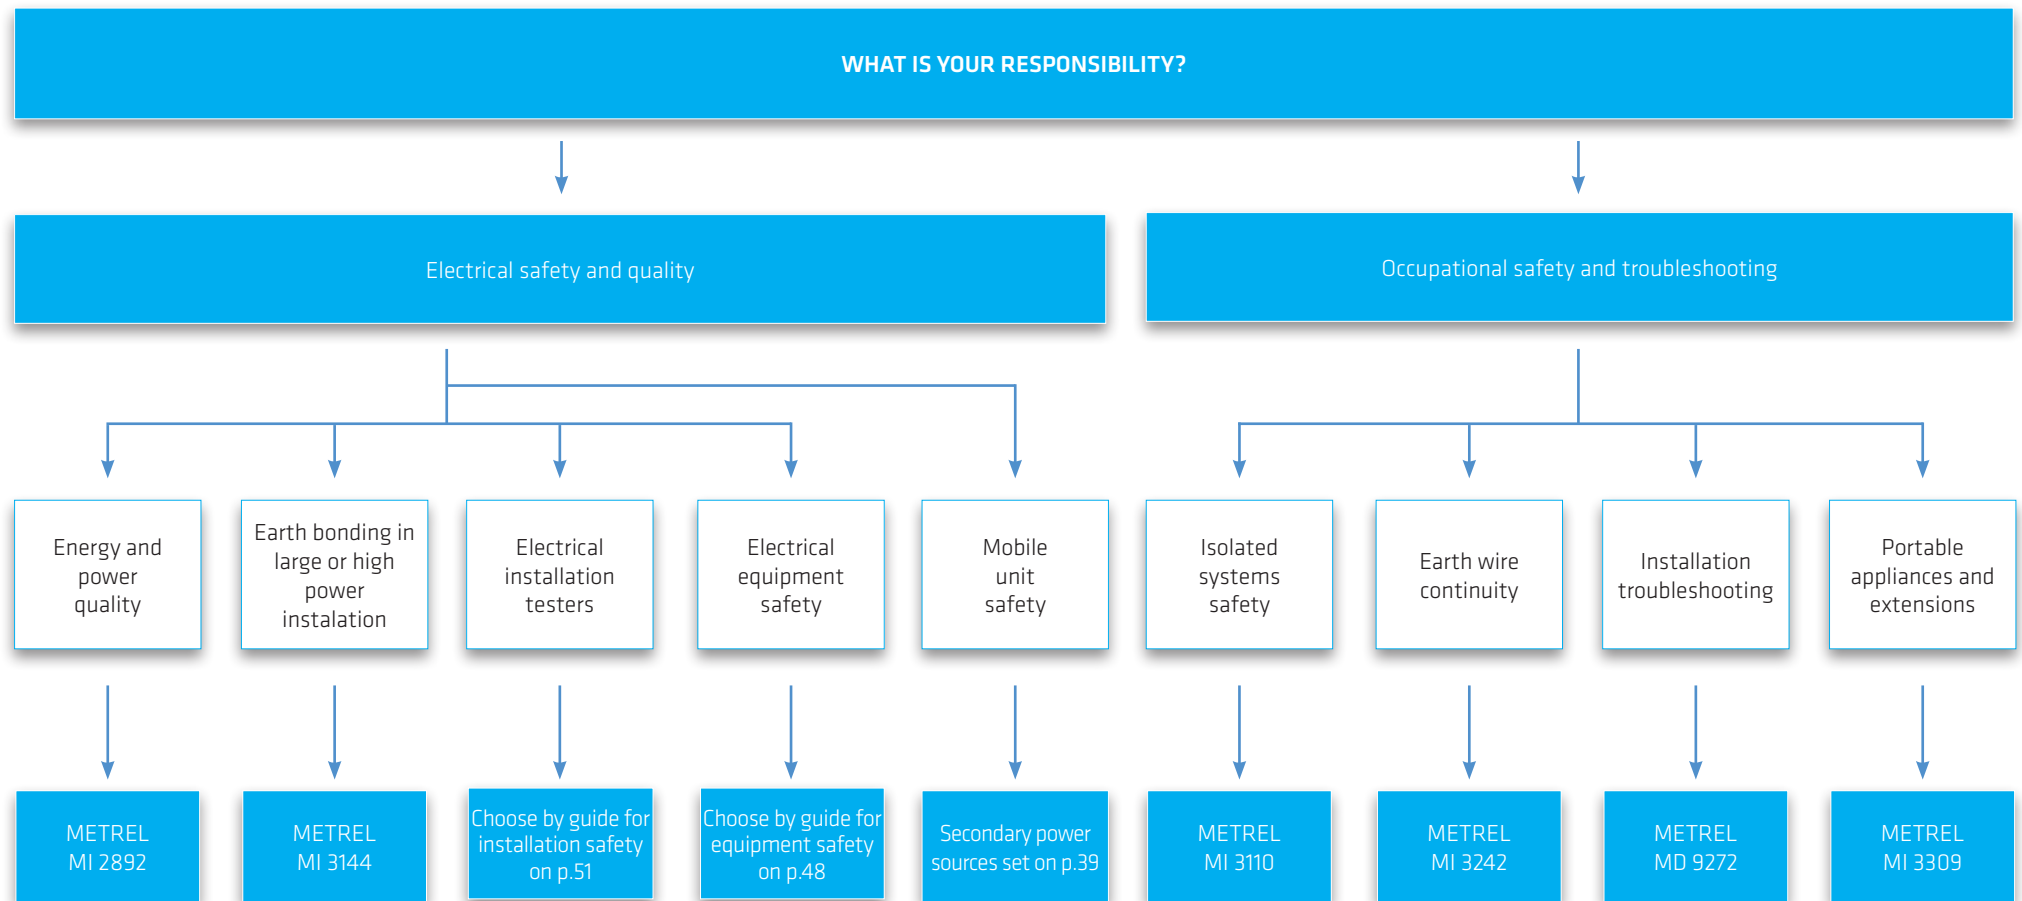 WHAT IS YOUR RESPONSIBILITY?
Electrical safety and quality
Occupational safety and troubleshooting
Energy and
power
quality
Earth bonding in
large or high
power
instalation
Electrical
installation
testers
Electrical
equipment
safety
Mobile
unit
safety
Isolated
systems
safety
Earth wire
continuity
Installation
troubleshooting
Portable
appliances and
extensions
METREL
MI 2892
METREL
MI 3144
Choose by guide for
installation safety
on p.51
Choose by guide for
equipment safety
on p.48
Secondary power
sources set on p.39
METREL
MI 3110
METREL
MI 3242
METREL
MD 9272
METREL
MI 3309